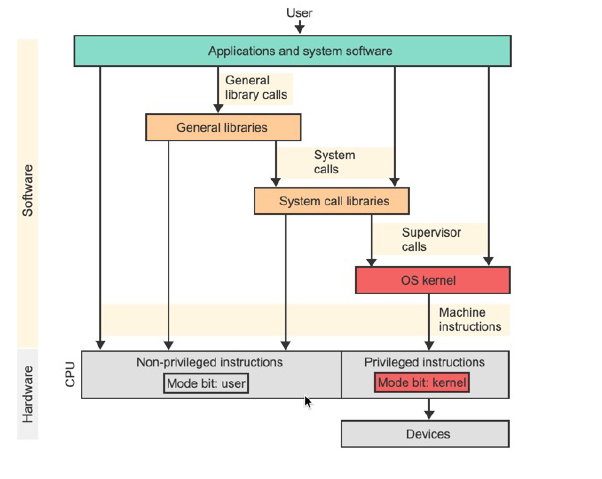 User
Applications and system software
General
library calls
General libraries
System
calls
System call libraries
Supervisor
calls
OS kernel
Machine
instructions
Software
Hardware
CPU
Non-privileged instructions
Mode bit: user
Privileged instructions
Mode bit: kernel
Devices